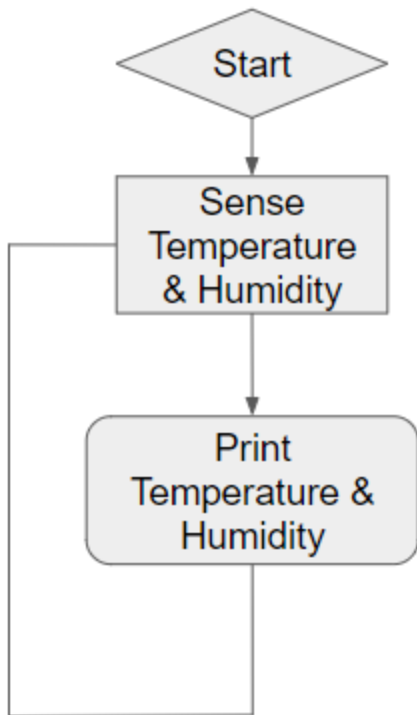 Start
Sense
Temperature
& Humidity
Print
Temperature &
Humidity